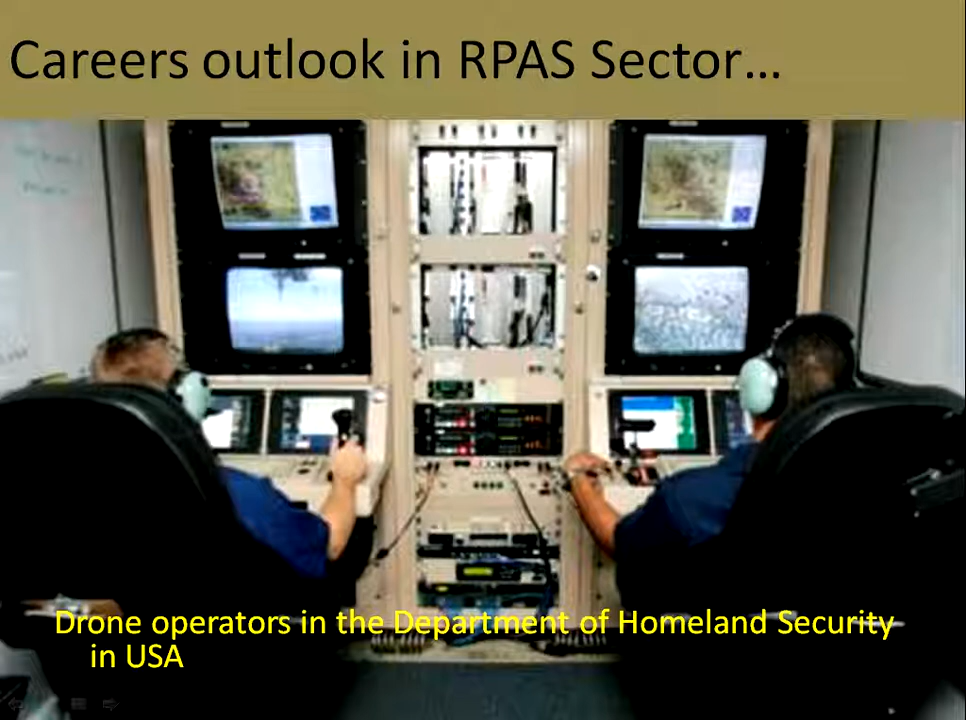 Careers outlook in RPAS Sector…
Drone operators in the Department of Homeland Security
in USA